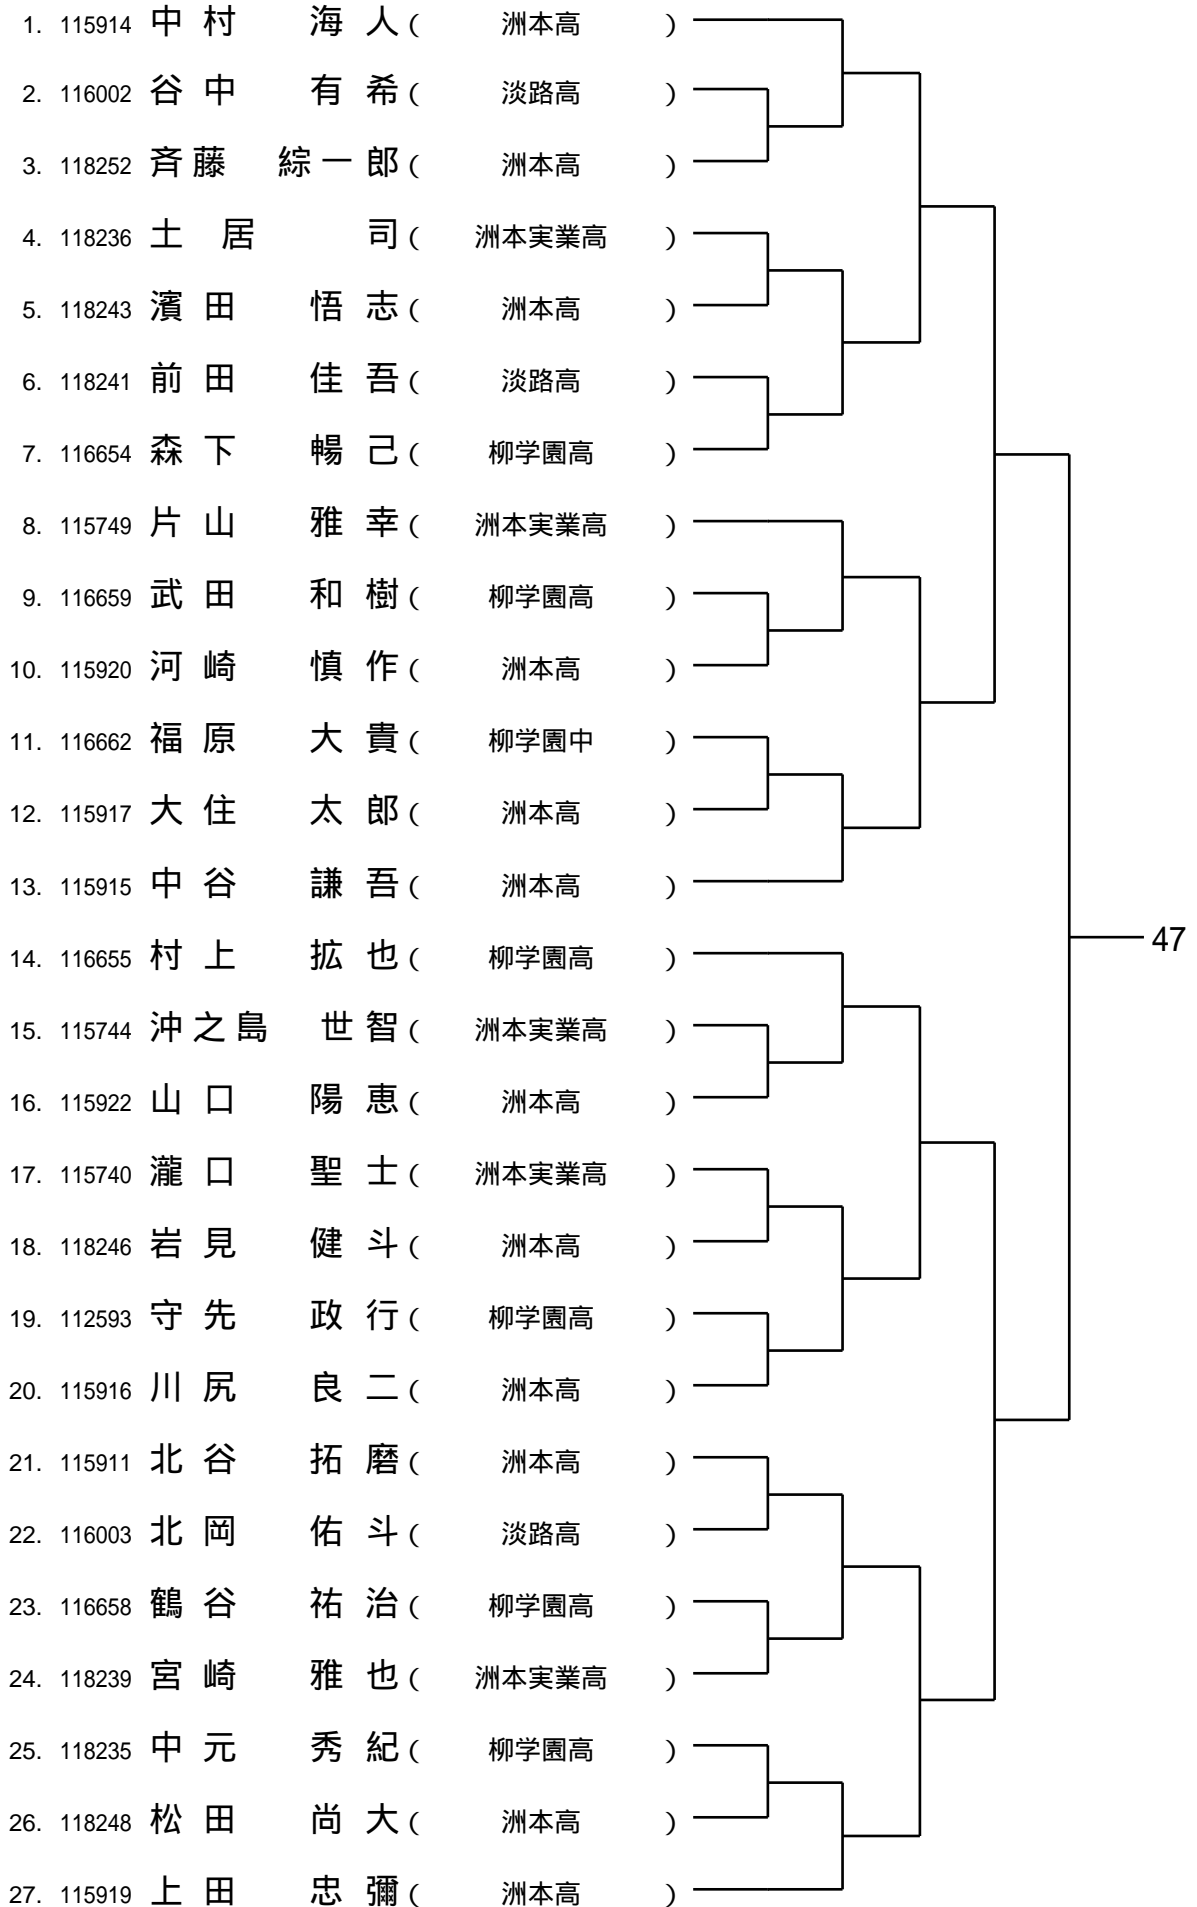 1. 115914 中村 海人 ( 洲本高 )
2. 116002 谷中 有希 ( 淡路高 )
3. 118252 斉藤 綜一郎 ( 洲本高 )
4. 118236 土居 司 ( 洲本実業高 )
5. 118243 濱田 悟志 ( 洲本高 )
6. 118241 前田 佳吾 ( 淡路高 )
7. 116654 森下 暢己 ( 柳学園高 )
8. 115749 片山 雅幸 ( 洲本実業高 )
9. 116659 武田 和樹 ( 柳学園高 )
10. 115920 河崎 慎作 ( 洲本高 )
11. 116662 福原 大貴 ( 柳学園中 )
12. 115917 大住 太郎 ( 洲本高 )
13. 115915 中谷 謙吾 ( 洲本高 )
47
14. 116655 村上 拡也 ( 柳学園高 )
15. 115744 沖之島 世智 ( 洲本実業高 )
16. 115922 山口 陽恵 ( 洲本高 )
17. 115740 瀧口 聖士 ( 洲本実業高 )
18. 118246 岩見 健斗 ( 洲本高 )
19. 112593 守先 政行 ( 柳学園高 )
20. 115916 川尻 良二 ( 洲本高 )
21. 115911 北谷 拓磨 ( 洲本高 )
22. 116003 北岡 佑斗 ( 淡路高 )
23. 116658 鶴谷 祐治 ( 柳学園高 )
24. 118239 宮崎 雅也 ( 洲本実業高 )
25. 118235 中元 秀紀 ( 柳学園高 )
26. 118248 松田 尚大 ( 洲本高 )
27. 115919 上田 忠彌 ( 洲本高 )